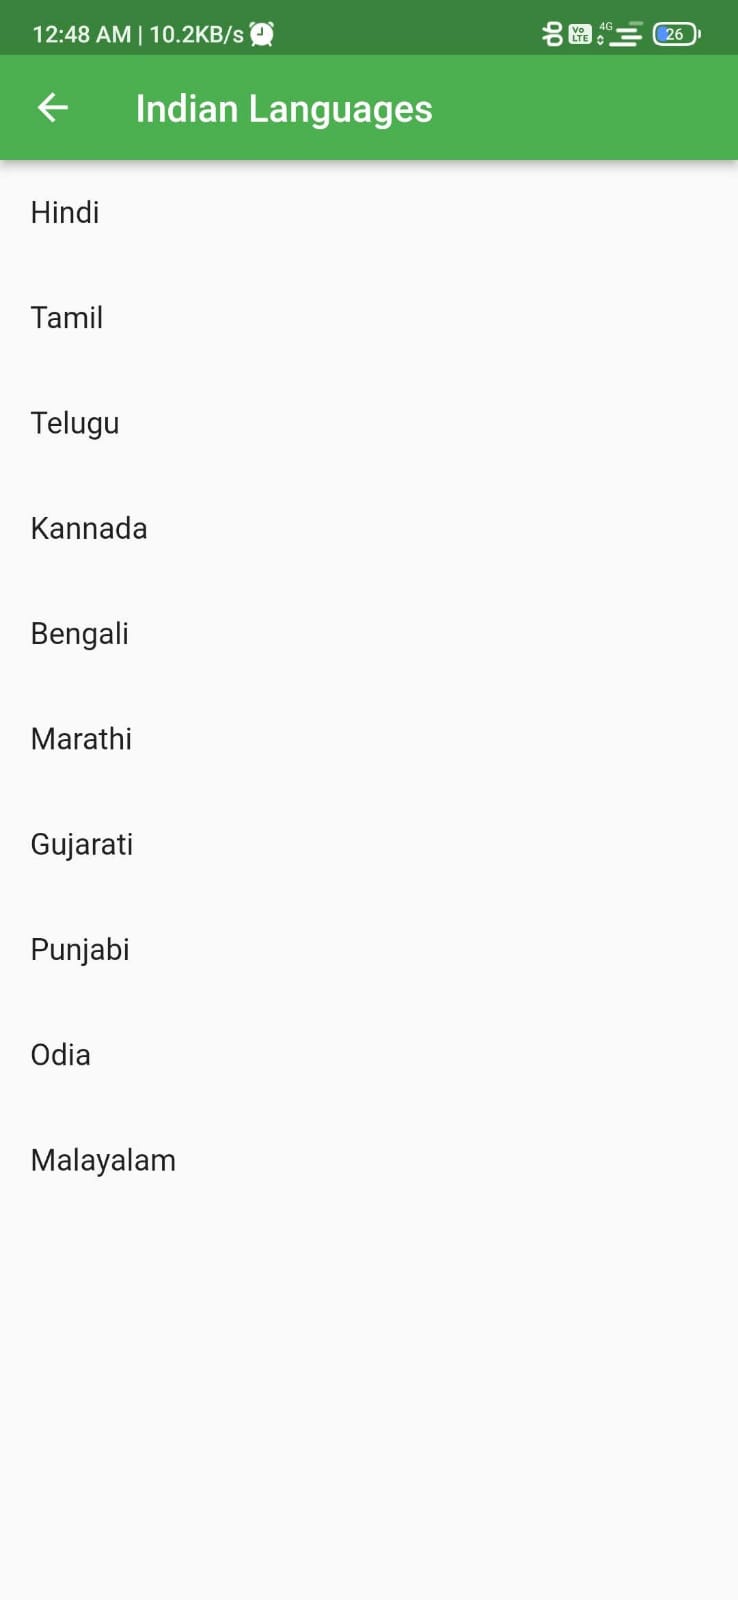 12:48 AM | 10.2KB/s
Vo LTE 4G 26
Indian Languages
Hindi
Tamil
Telugu
Kannada
Bengali
Marathi
Gujarati
Punjabi
Odia
Malayalam